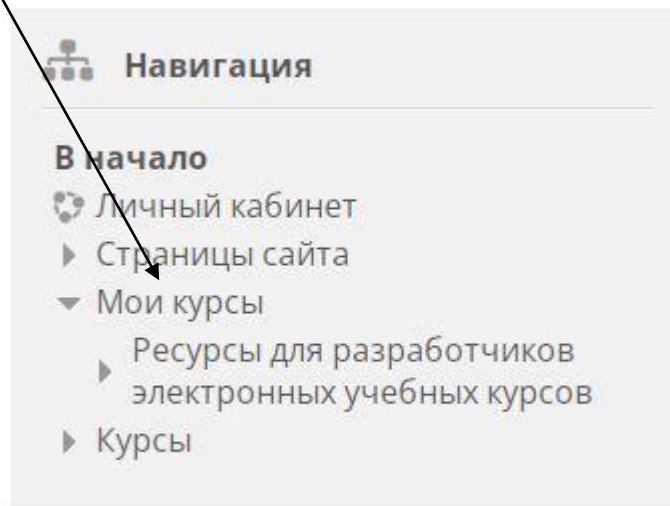 Навигация
В начало
Личный кабинет
Страницы сайта
Мои курсы
Ресурсы для разработчиков
электронных учебных курсов
Курсы